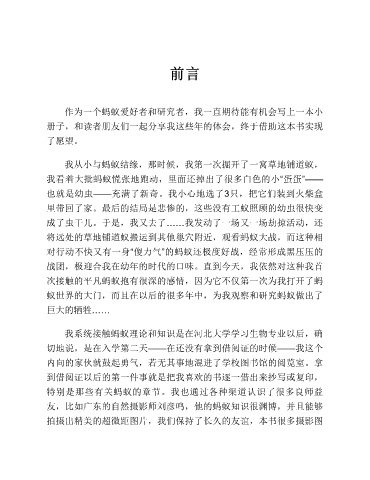 前言
作为一个蚂蚁爱好者和研究者，我一直期待能有机会写上一本小
册子，和读者朋友们一起分享我这些年的体会，终于借助这本书实现
了愿望。
我从小与蚂蚁结缘，那时候，我第一次掘开了一窝草地铺道蚁，
我看着大批蚂蚁慌张地跑动，里面还掉出了很多白色的小“蛋蛋”——
也就是幼虫——充满了新奇。我小心地选了3只，把它们装到火柴盒
里带回了家。最后的结局是悲惨的，这些没有工蚁照顾的幼虫很快变
成了虫干儿。于是，我又去了……我发动了一场又一场劫掠活动，还
将远处的草地铺道蚁搬运到其他巢穴附近，观看蚂蚁大战，而这种相
对行动不快又有一身“傻力气”的蚂蚁还极度好战，经常形成黑压压的
战团，极迎合我在幼年的时代的口味。直到今天，我依然对这种我首
次接触的平凡蚂蚁抱有很深的感情，因为它不仅第一次为我打开了蚂
蚁世界的大门，而且在以后的很多年中，为我观察和研究蚂蚁做出了
巨大的牺牲……
我系统接触蚂蚁理论和知识是在河北大学学习生物专业以后，确
切地说，是在入学第二天——在还没有拿到借阅证的时候——我这个
内向的家伙就鼓起勇气，若无其事地混进了学校图书馆的阅览室。拿
到借阅证以后的第一件事就是把我喜欢的书逐一借出来抄写或复印，
特别是那些有关蚂蚁的章节。我也通过各种渠道认识了很多良师益
友，比如广东的自然摄影师刘彦鸣，他的蚂蚁知识很渊博，并且能够
拍摄出精美的超微距图片，我们保持了长久的友谊，本书很多摄影图